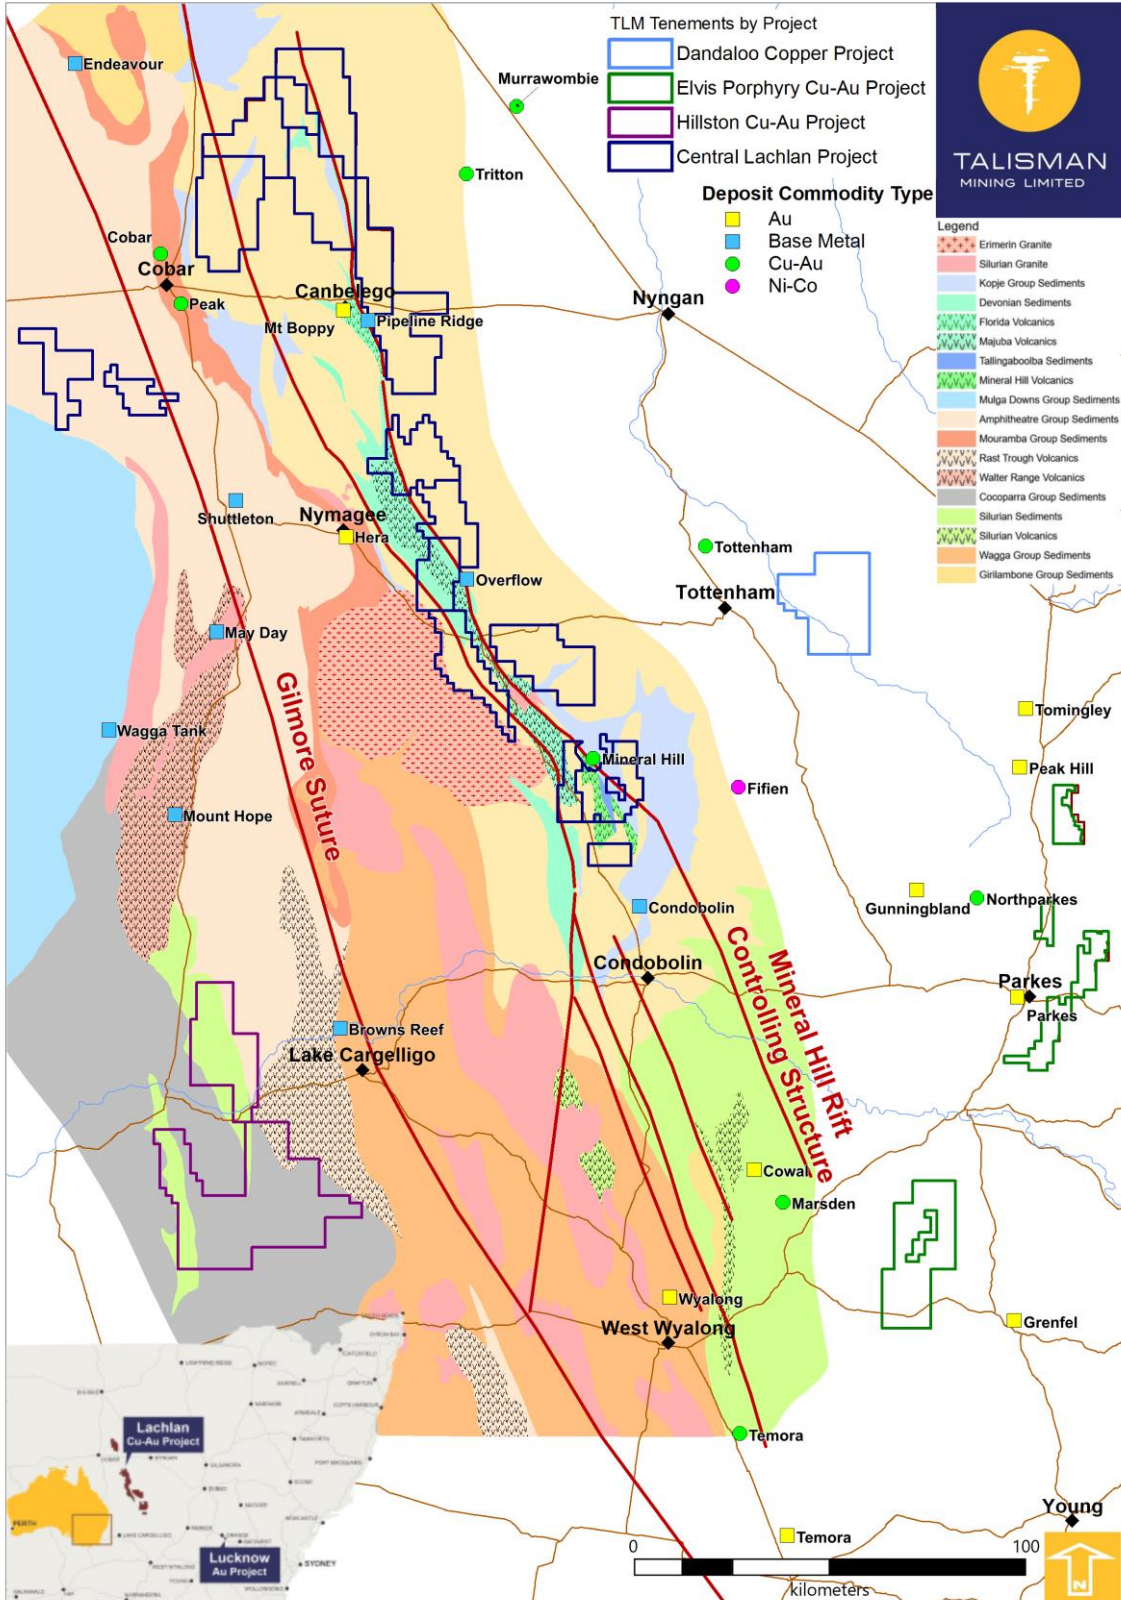 TLM Tenements by Project
Dandaloo Copper Project
Elvis Porphyry Cu-Au Project
Hillston Cu-Au Project
Central Lachlan Project
Deposit Commodity Type
Au
Base Metal
Cu-Au
Ni-Co
TALISMAN
MINING LIMITED
Legend
Erimerin Granite
Silurian Granite
Kopje Group Sediments
Devonian Sediments
Florida Volcanics
Majuba Volcanics
Tallingaboolba Sediments
Mineral Hill Volcanics
Mulga Downs Group Sediments
Amphitheatre Group Sediments
Mouramba Group Sediments
Rast Trough Volcanics
Walter Range Volcanics
Cocoparra Group Sediments
Silurian Sediments
Silurian Volcanics
Wagga Group Sediments
Girilambone Group Sediments
Endeavour
Murrawombie
Tritton
Cobar
Cobar
Peak
Canbelego
Mt Boppy
Pipeline Ridge
Nyngan
Shuttleton
Nymagee
Hera
Overflow
Tottenham
Tottenham
May Day
Gilmore Suture
Wagga Tank
Mount Hope
Mineral Hill
Fifien
Tomingley
Peak Hill
Gunningbland
Northparkes
Condobolin
Condobolin
Mineral Hill Rift
Controlling Structure
Parkes
Parkes
Browns Reef
Lake Cargelligo
Cowal
Marsden
Wyalong
West Wyalong
Grenfel
Temora
Temora
Young
Lachlan
Cu-Au Project
Lucknow
Au Project
PERTH
SYDNEY
COBAR
LAKE CARGELLIGO
WEST WYALONG
0
100
kilometers
N